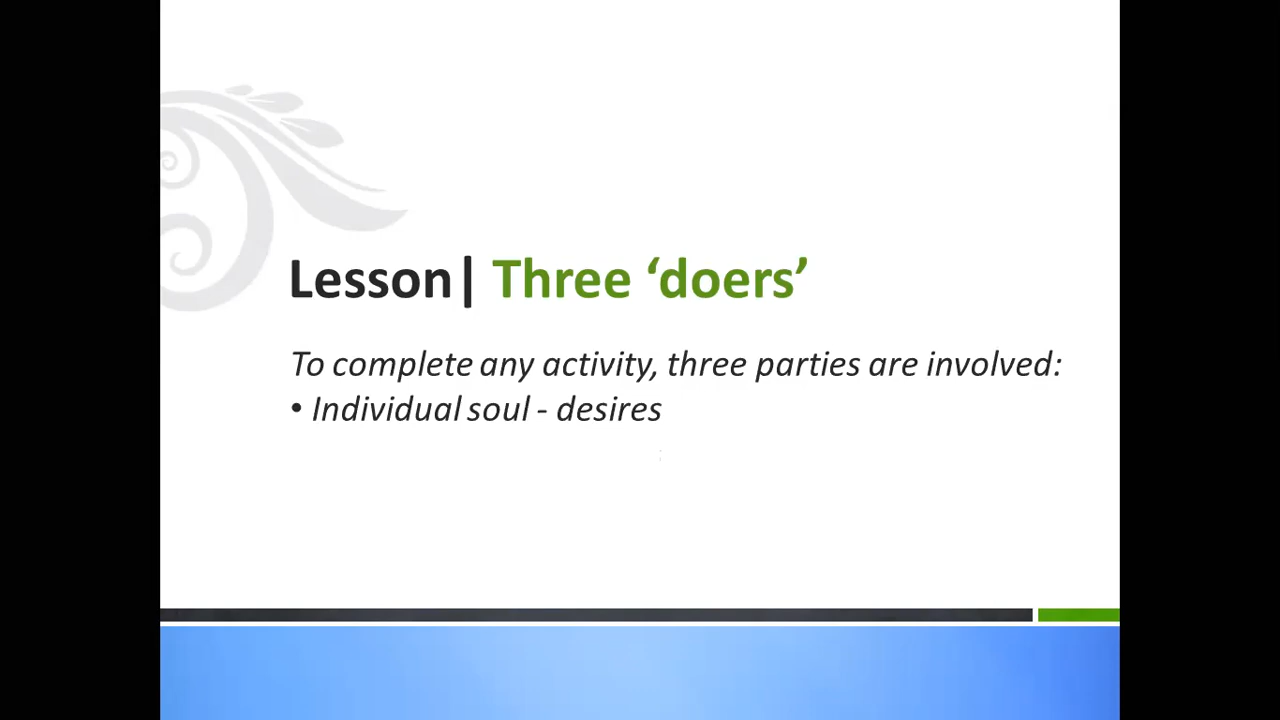 Lesson| Three ‘doers’
To complete any activity, three parties are involved:
• Individual soul - desires